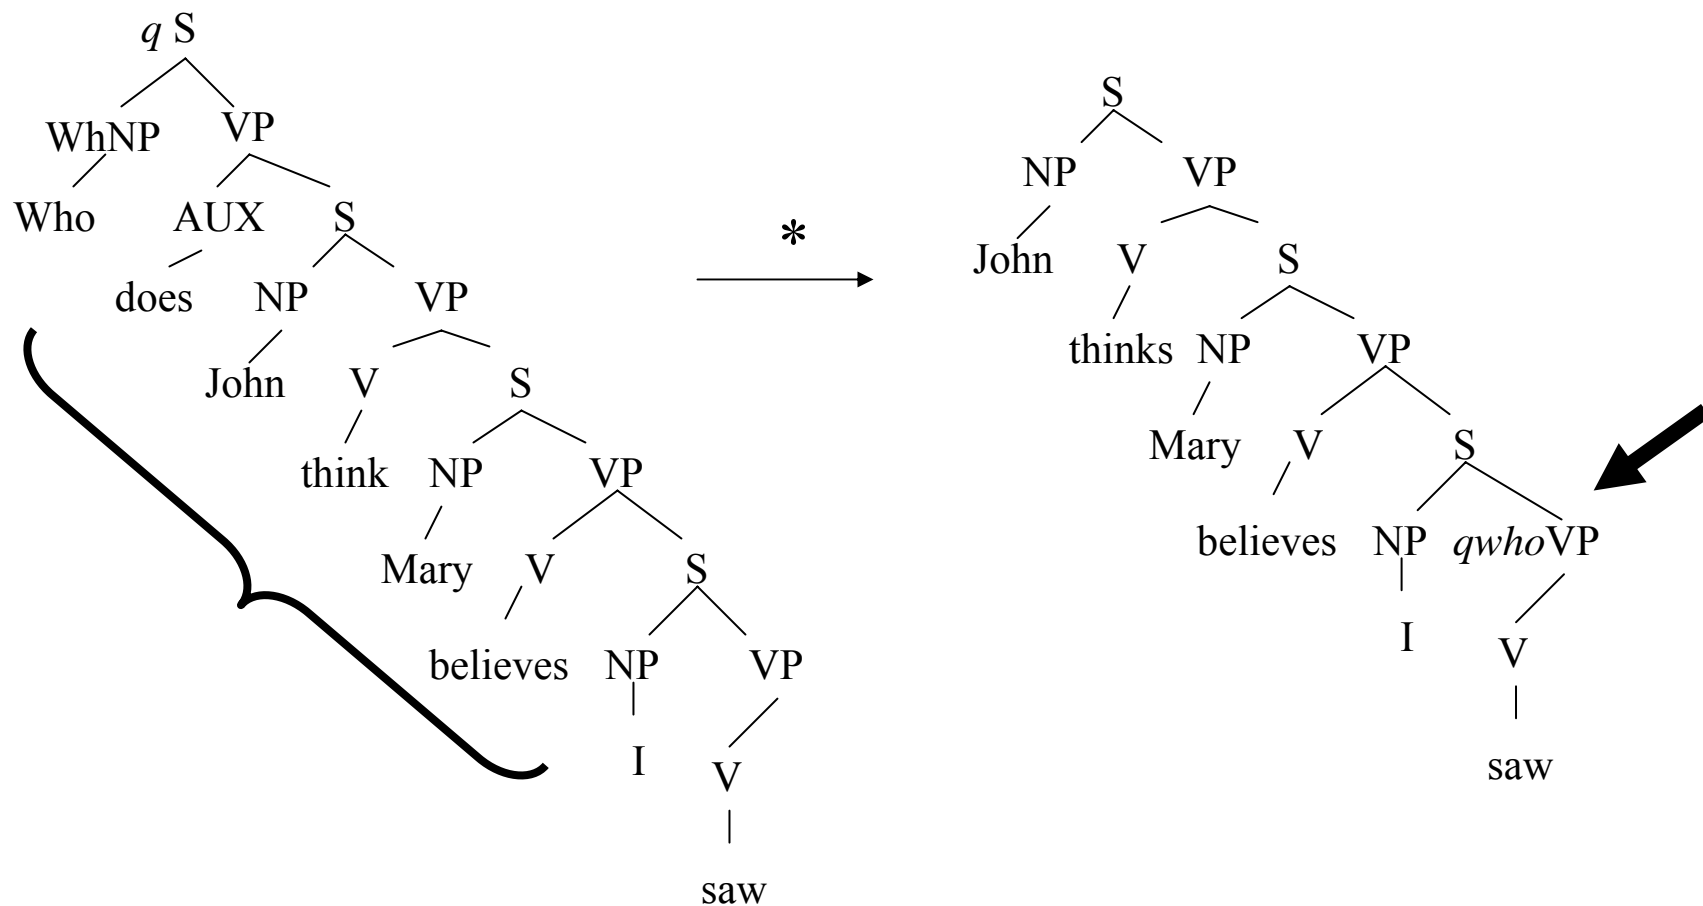 q S
S
WhNP VP
NP VP
Who AUX S
*
John V S
does NP VP
thinks NP VP
John V S
Mary V S
think NP VP
believes NP qwhoVP
Mary V S
I V
believes NP VP
saw
I V
saw